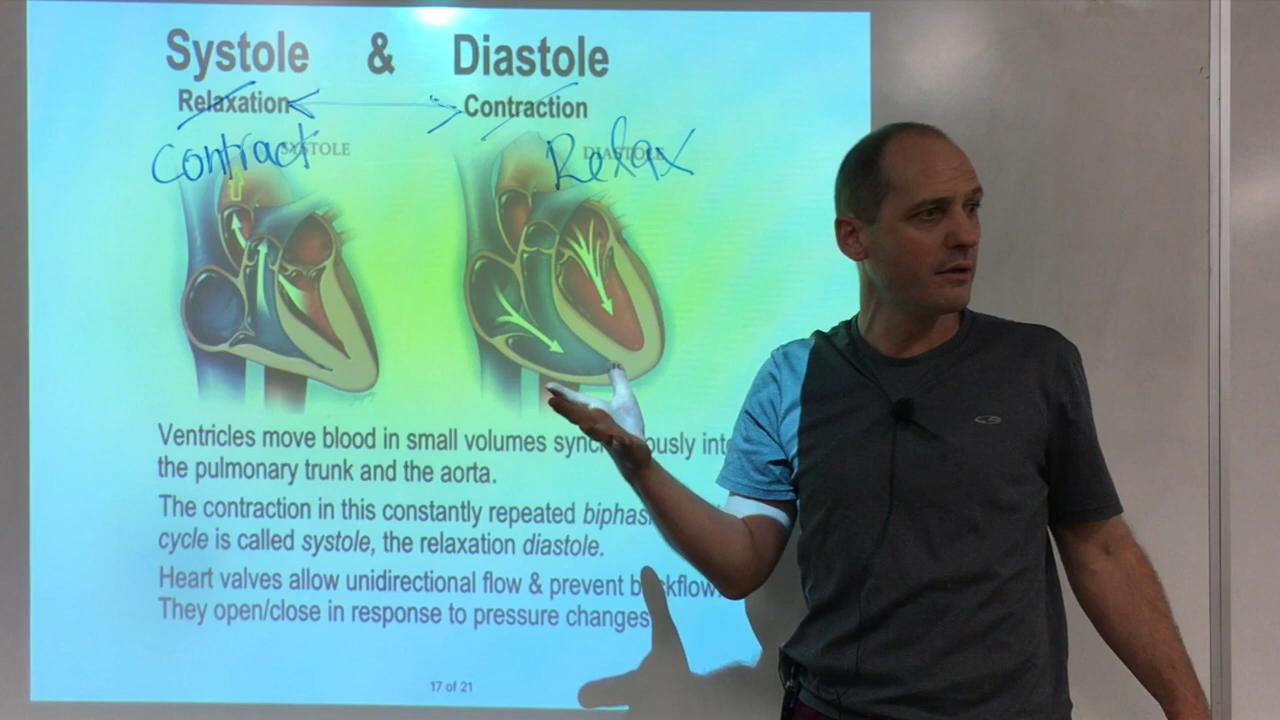 Systole & Diastole
Relaxation Contraction
Contract Relax
SYSTOLE DIASTOLE
Ventricles move blood in small volumes
the pulmonary trunk and the aorta.
The contraction in this constantly repeated
cycle is called systole, the relaxation diastole.
Heart valves allow unidirectional flow & prevent
They open/close in response to pressure changes
17 of 21